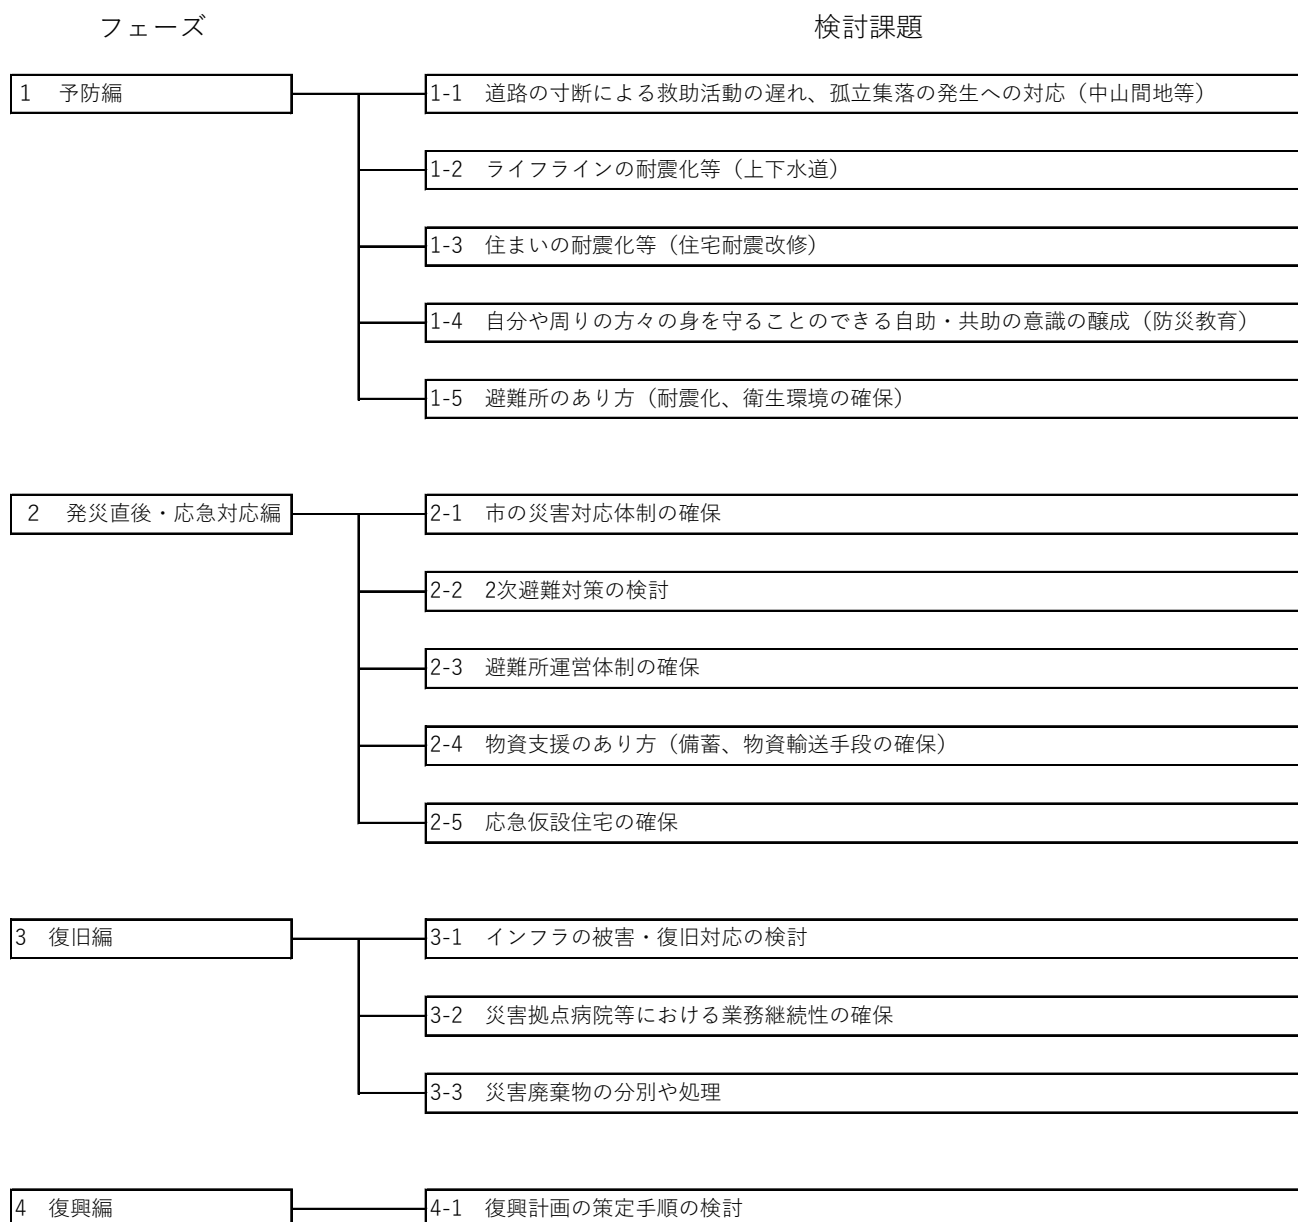 フェーズ 検討課題
1 予防編 1-1 道路の寸断による救助活動の遅れ、孤立集落の発生への対応（中山間地等）
1-2 ライフラインの耐震化等（上下水道）
1-3 住まいの耐震化等（住宅耐震改修）
1-4 自分や周りの方々の身を守ることのできる自助・共助の意識の醸成（防災教育）
1-5 避難所のあり方（耐震化、衛生環境の確保）
2 発災直後・応急対応編 2-1 市の災害対応体制の確保
2-2 2次避難対策の検討
2-3 避難所運営体制の確保
2-4 物資支援のあり方（備蓄、物資輸送手段の確保）
2-5 応急仮設住宅の確保
3 復旧編 3-1 インフラの被害・復旧対応の検討
3-2 災害拠点病院等における業務継続性の確保
3-3 災害廃棄物の分別や処理
4 復興編 4-1 復興計画の策定手順の検討